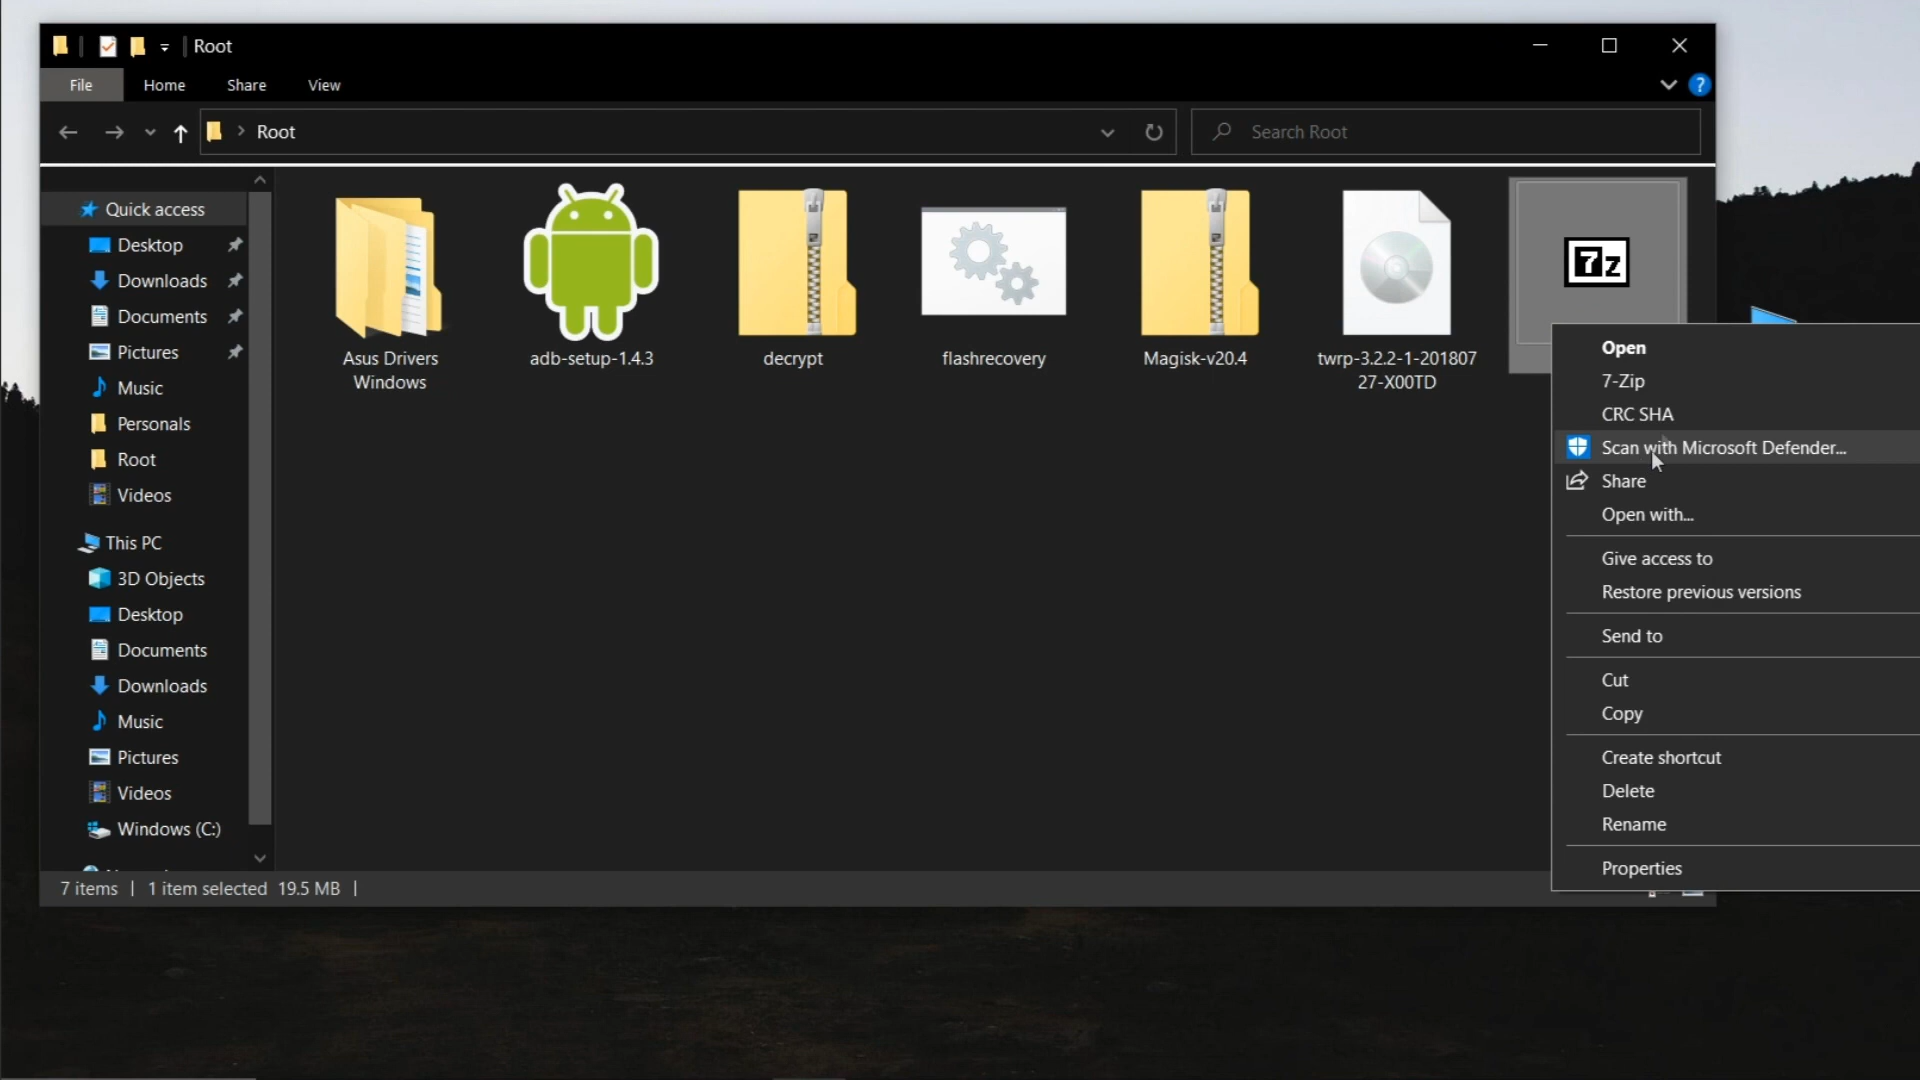 Root
File
Home
Share
View
Root
Search Root
Quick access
Desktop
Downloads
Documents
Pictures
Music
Personals
Root
Videos
This PC
3D Objects
Desktop
Documents
Downloads
Music
Pictures
Videos
Windows (C:)
Asus Drivers
Windows
adb-setup-1.4.3
decrypt
flashrecovery
Magisk-v20.4
twrp-3.2.2-1-201807
27-X00TD
7z
Open
7-Zip
CRC SHA
Scan with Microsoft Defender...
Share
Open with...
Give access to
Restore previous versions
Send to
Cut
Copy
Create shortcut
Delete
Rename
Properties
7 items
1 item selected 19.5 MB